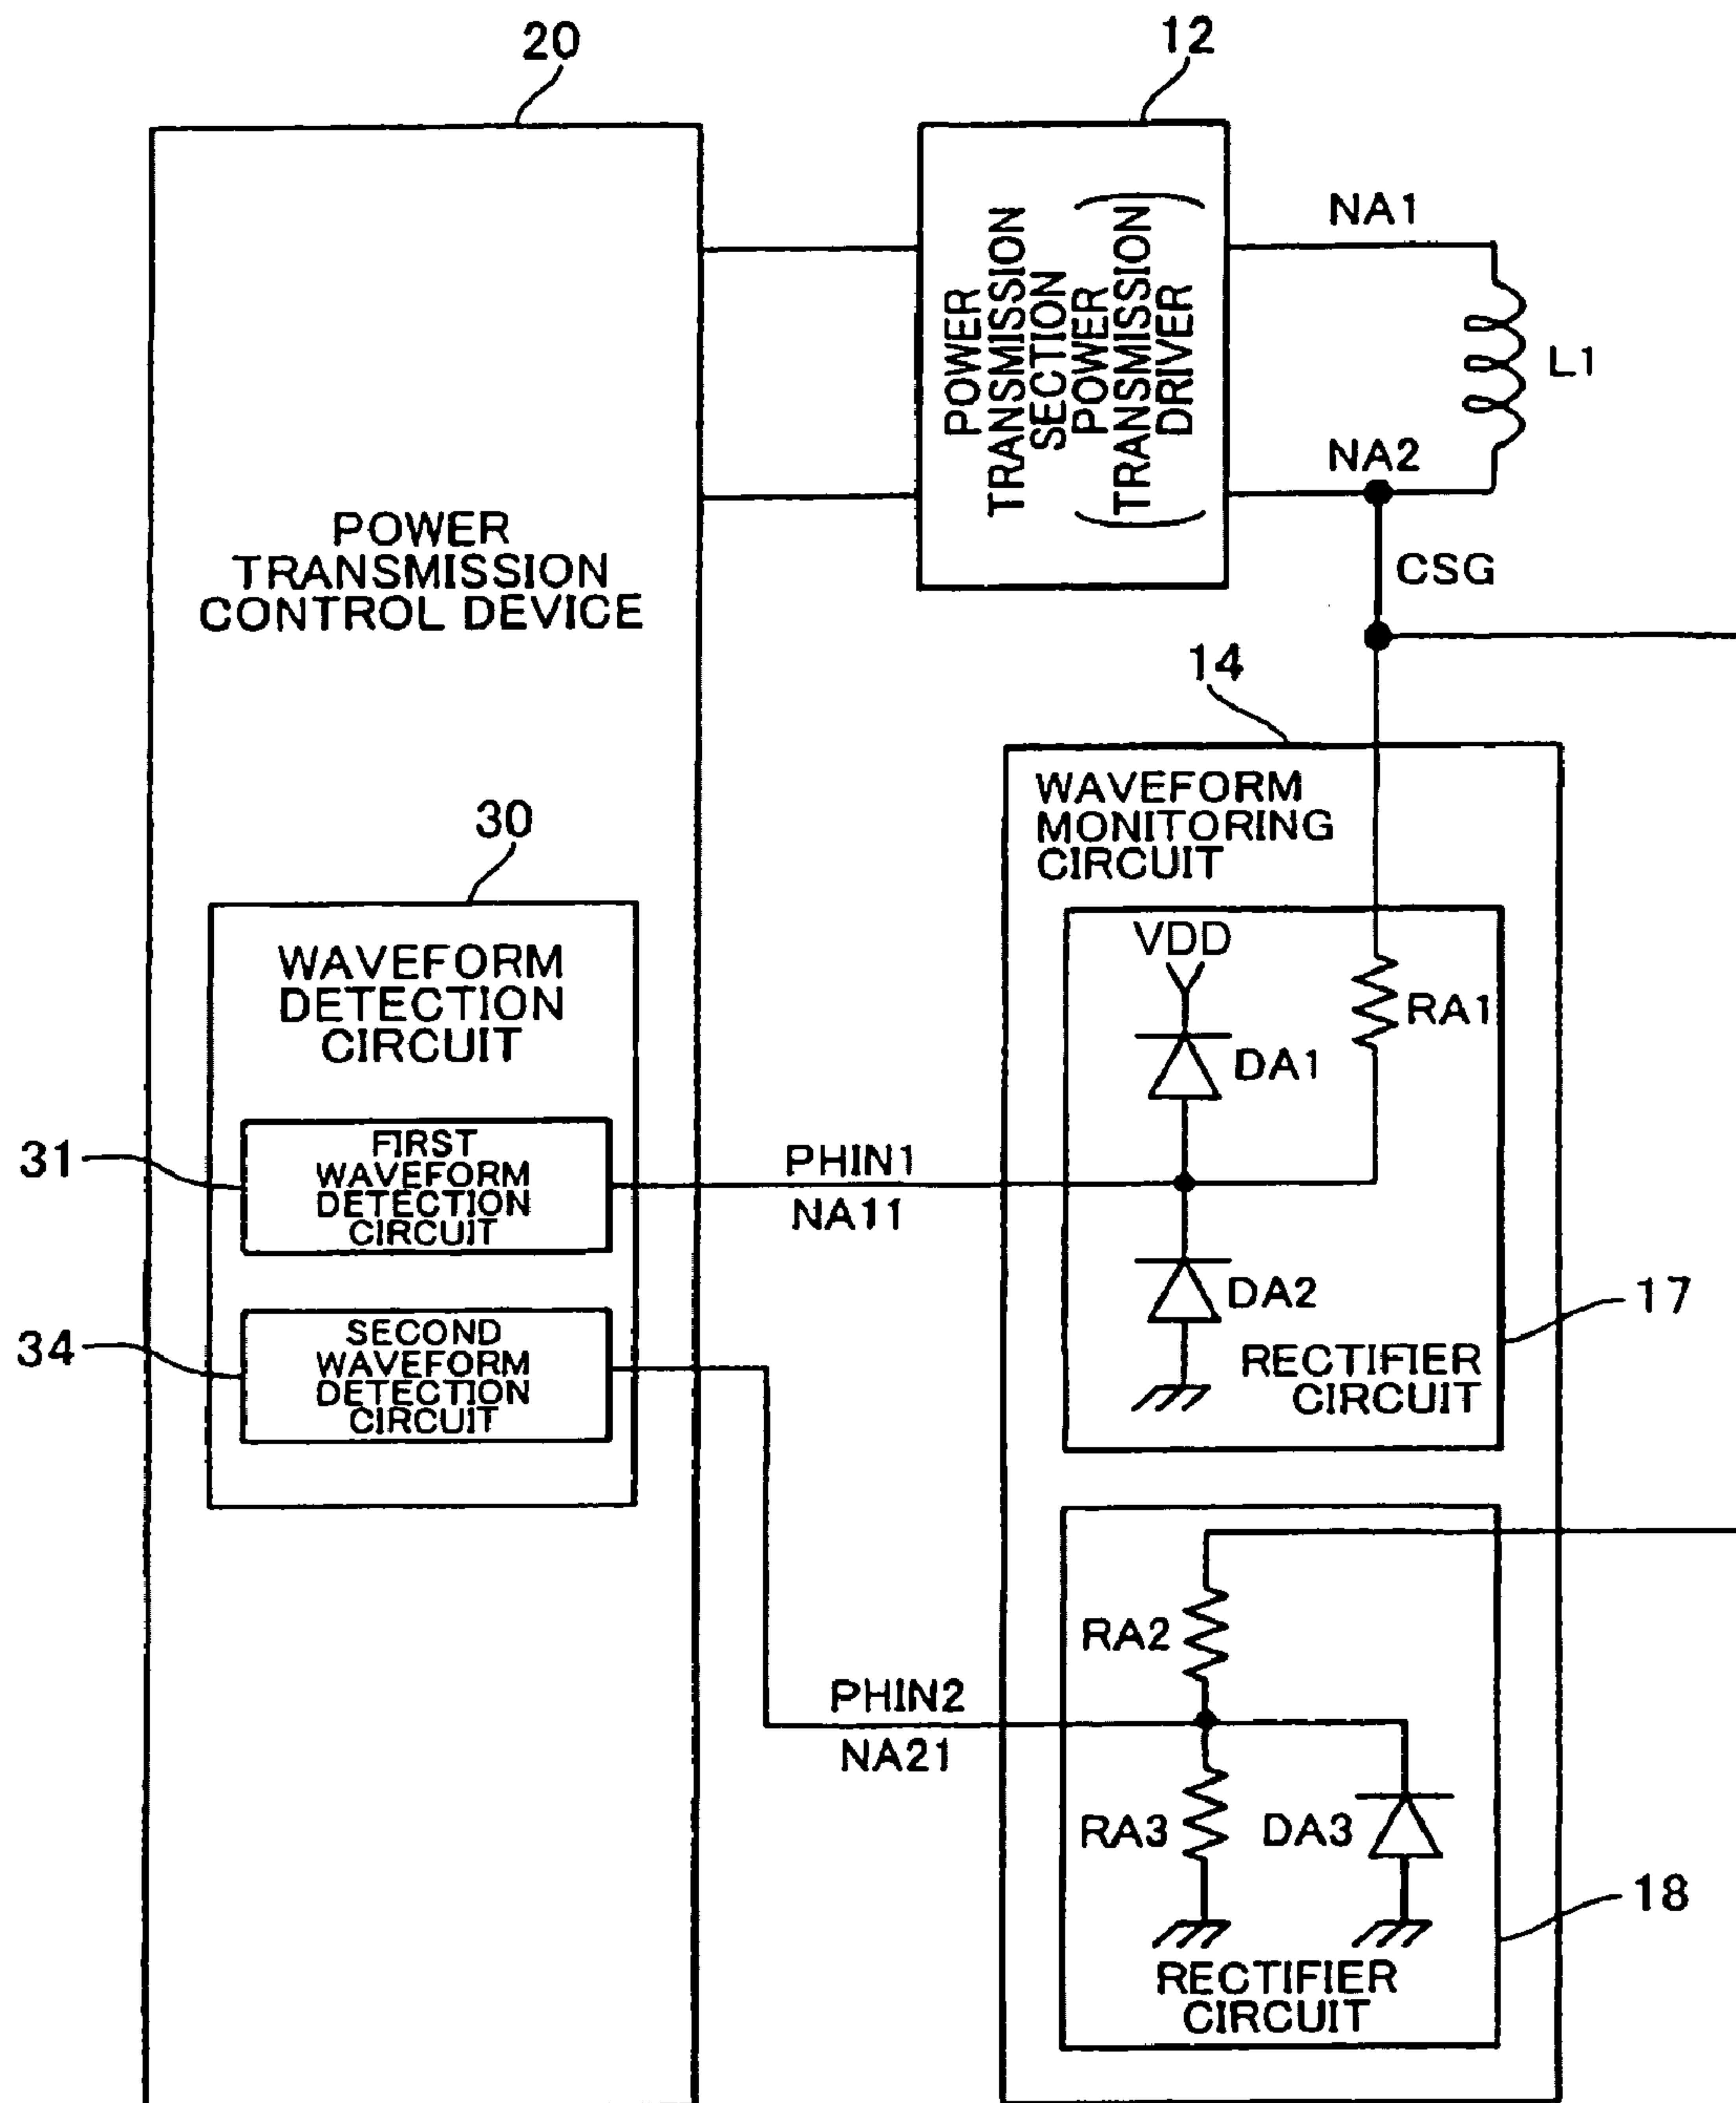 20
12
POWER
TRANSMISSION
CONTROL DEVICE
POWER
TRANSMISSION
SECTION
(POWER
TRANSMISSION
DRIVER)
NA1
L1
NA2
CSG
14
WAVEFORM
MONITORING
CIRCUIT
30
WAVEFORM
DETECTION
CIRCUIT
31
FIRST
WAVEFORM
DETECTION
CIRCUIT
34
SECOND
WAVEFORM
DETECTION
CIRCUIT
PHIN1
NA11
VDD
RA1
DA1
DA2
RECTIFIER
CIRCUIT
17
PHIN2
NA21
RA2
RA3
DA3
RECTIFIER
CIRCUIT
18